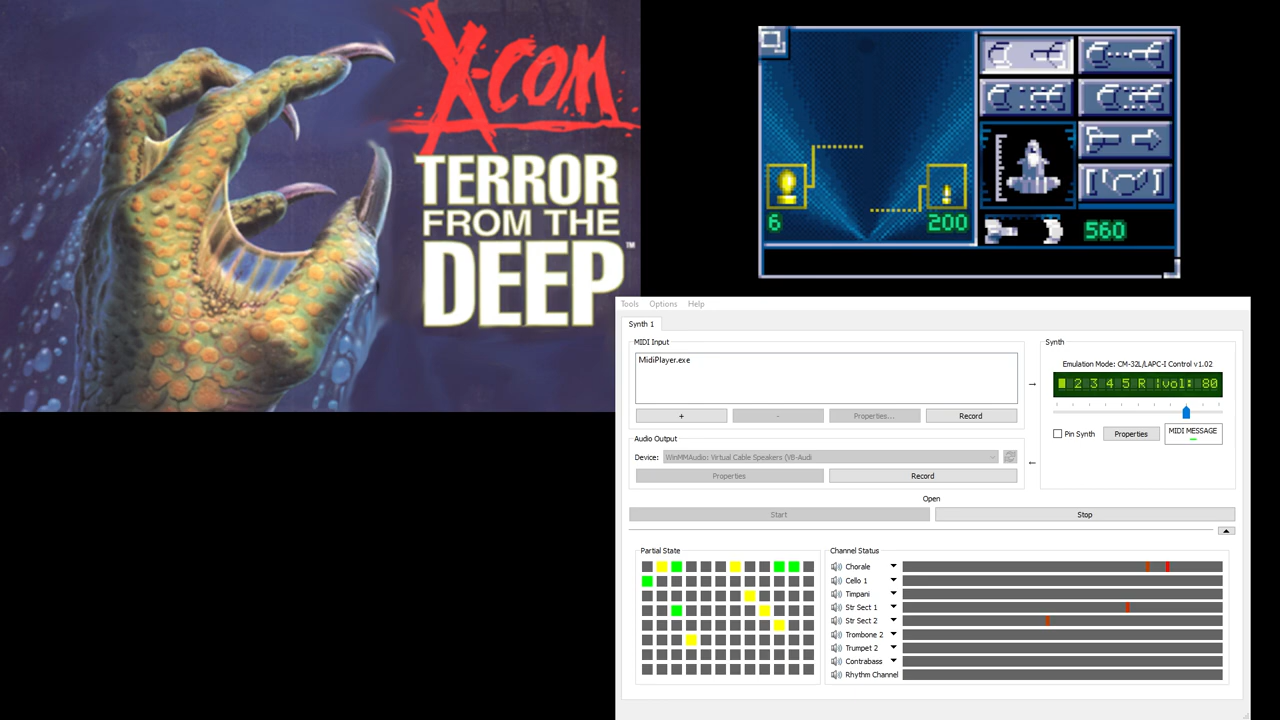 X-COM
TERROR
FROM THE
DEEP™
6
200
560
Tools Options Help
Synth 1
MIDI Input
MidiPlayer.exe
+ - Properties... Record
Audio Output
Device: WinMMAudio: Virtual Cable Speakers (VB-Audi
Properties Record
Synth
Emulation Mode: CM-32L/LAPC-I Control v1.02
2 3 4 5 R |vol: 80
Pin Synth Properties MIDI MESSAGE
Open
Start Stop
Partial State
Channel Status
Chorale
Cello 1
Timpani
Str Sect 1
Str Sect 2
Trombone 2
Trumpet 2
Contrabass
Rhythm Channel